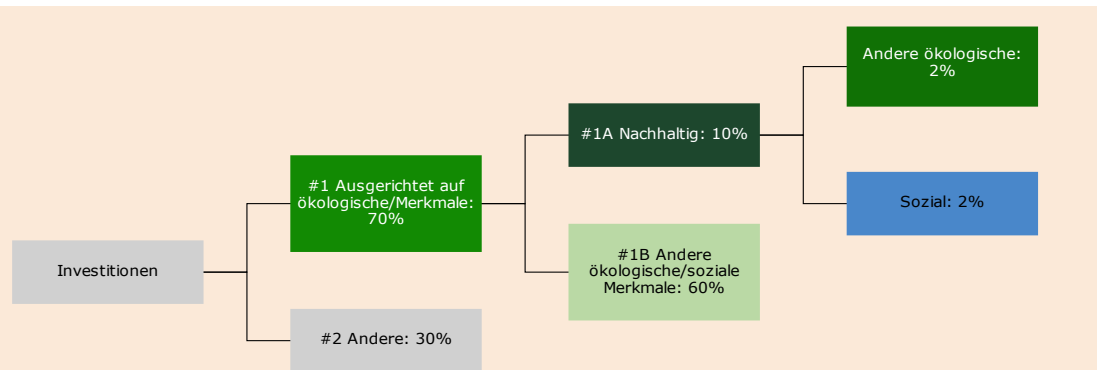 Andere ökologische:
2%
#1A Nachhaltig: 10%
#1 Ausgerichtet auf
ökologische/Merkmale:
70%
Sozial: 2%
Investitionen
#1B Andere
ökologische/soziale
Merkmale: 60%
#2 Andere: 30%